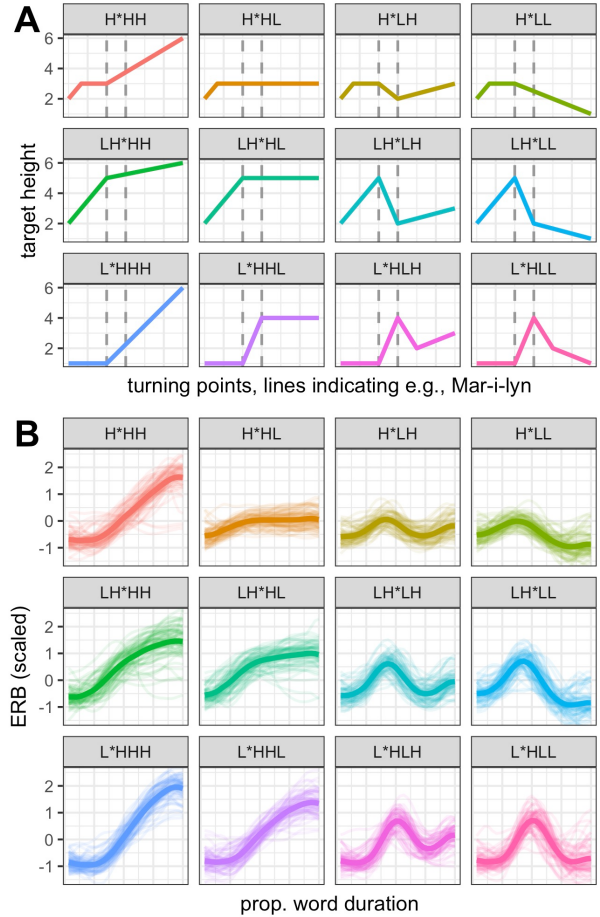 A
H*HH H*HL H*LH H*LL
6
4
2
LH*HH LH*HL LH*LH LH*LL
6
4
2
L*HHH L*HHL L*HLH L*HLL
6
4
2
target height
turning points, lines indicating e.g., Mar-i-lyn
B
H*HH H*HL H*LH H*LL
2
1
0
-1
LH*HH LH*HL LH*LH LH*LL
2
1
0
-1
L*HHH L*HHL L*HLH L*HLL
2
1
0
-1
ERB (scaled)
prop. word duration